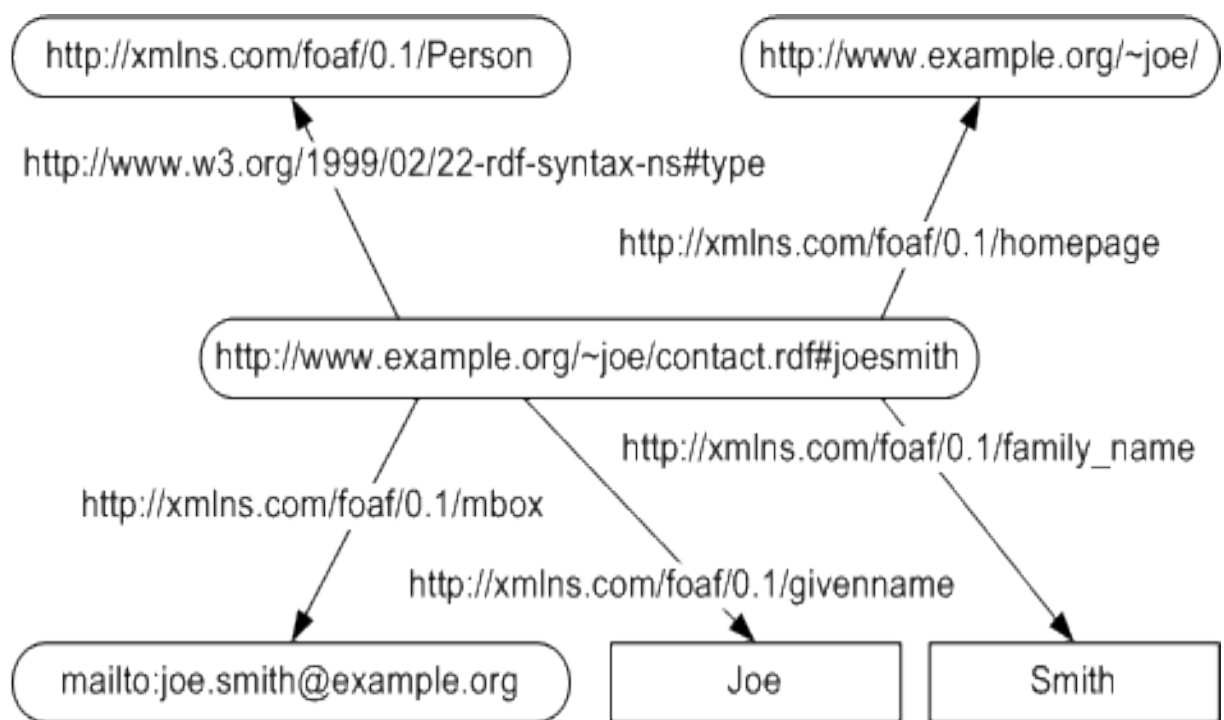 http://xmlns.com/foaf/0.1/Person
http://www.example.org/~joe/
http://www.w3.org/1999/02/22-rdf-syntax-ns#type
http://xmlns.com/foaf/0.1/homepage
http://www.example.org/~joe/contact.rdf#joesmith
http://xmlns.com/foaf/0.1/family_name
http://xmlns.com/foaf/0.1/mbox
http://xmlns.com/foaf/0.1/givenname
mailto:joe.smith@example.org
Joe
Smith